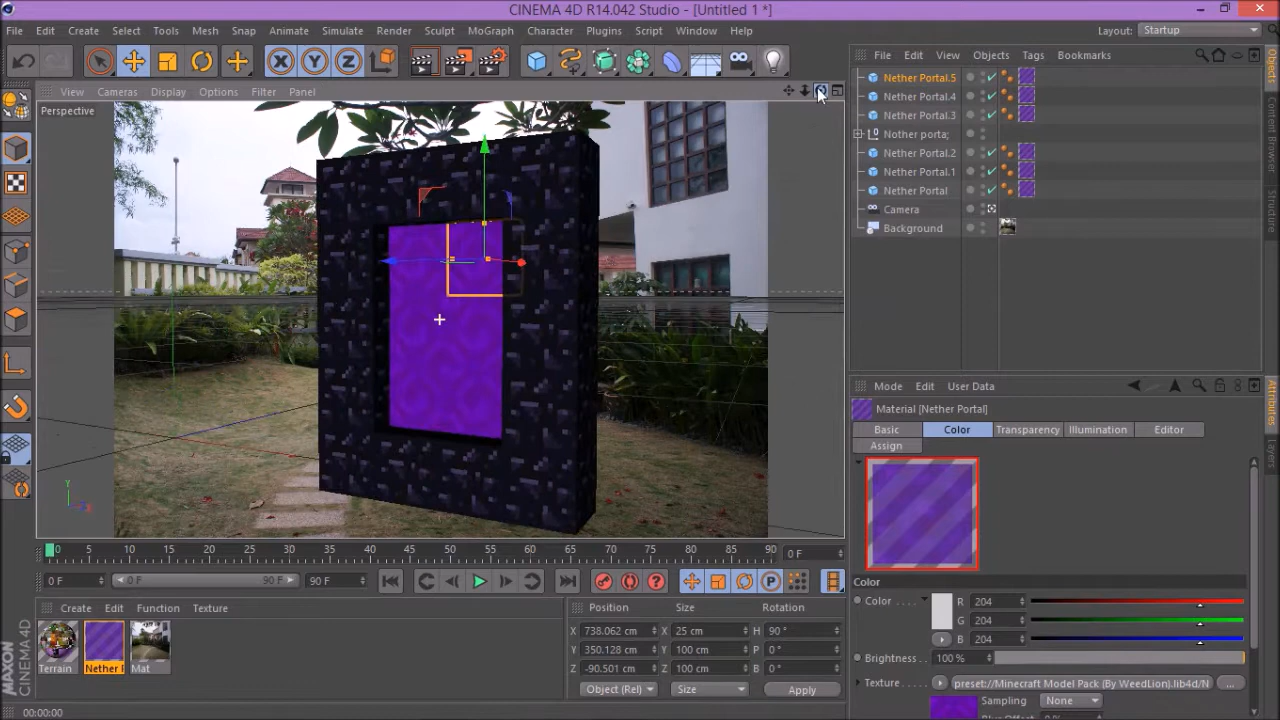 CINEMA 4D R14.042 Studio - [Untitled 1 *]
File Edit Create Select Tools Mesh Snap Animate Simulate Render Sculpt MoGraph Character Plugins Script Window Help Layout: Startup
File Edit View Objects Tags Bookmarks
View Cameras Display Options Filter Panel
Perspective
Nether Portal.5
Nether Portal.4
Nether Portal.3
Nother porta;
Nether Portal.2
Nether Portal.1
Nether Portal
Camera
Background
Objects
Structure
Mode Edit User Data
Material [Nether Portal]
Basic Color Transparency Illumination Editor
Assign
Attributes
Layers
Color
Color . . . . R 204
G 204
B 204
Brightness . 100 %
Texture . . . . preset://Minecraft Model Pack (By WeedLion).lib4d/N ...
Sampling None
0 5 10 15 20 25 30 35 40 45 50 55 60 65 70 75 80 85 90 0 F
0 F 0 F 90 F 90 F
Create Edit Function Texture
Terrain Nether F Mat
Position Size Rotation
X 738.062 cm X 25 cm H 90 °
Y 350.128 cm Y 100 cm P 0 °
Z -90.501 cm Z 100 cm B 0 °
Object (Rel) Size Apply
MAXON
CINEMA 4D
00:00:00